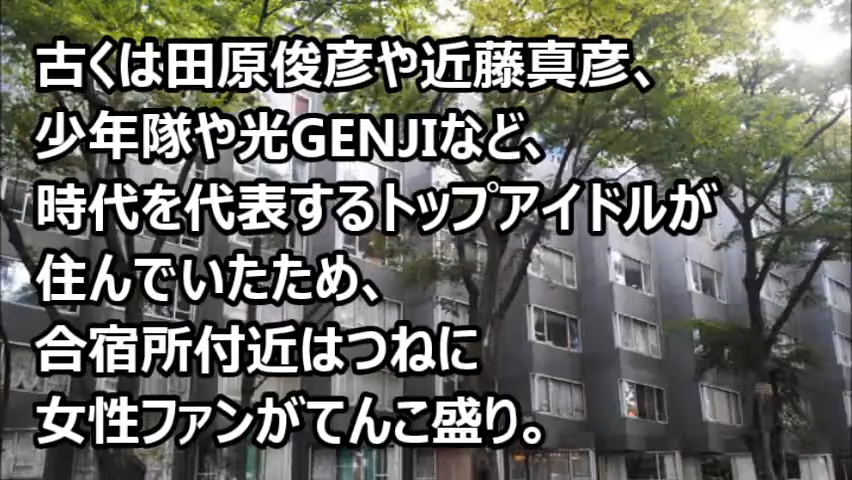 古くは田原俊彦や近藤真彦、
少年隊や光GENJIなど、
時代を代表するトップアイドルが
住んでいたため、
合宿所付近はつねに
女性ファンがてんこ盛り。